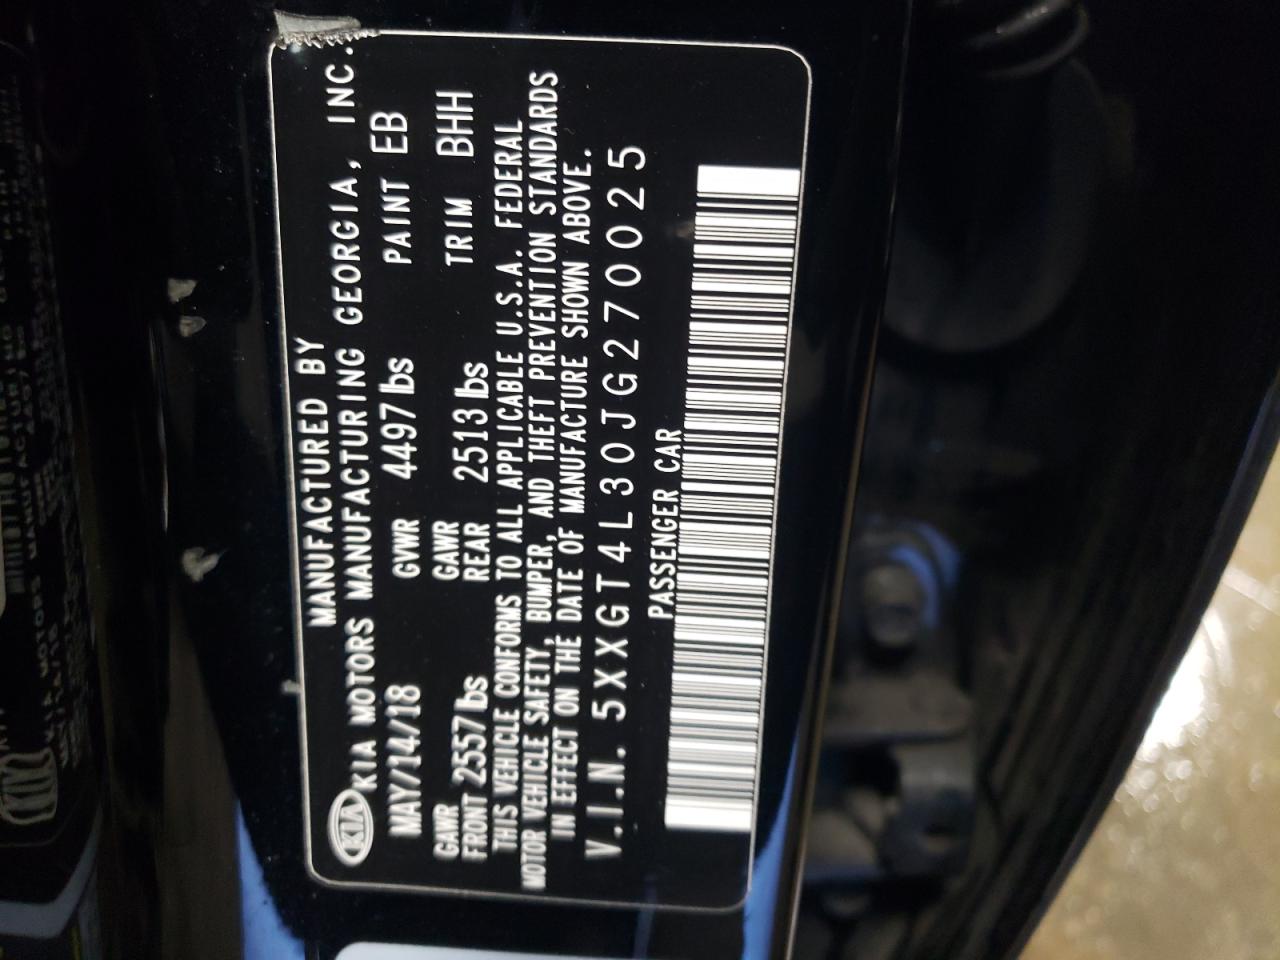 MANUFACTURED BY
KIA KIA MOTORS MANUFACTURING GEORGIA, INC.
MAY/14/18 GVWR 4497 lbs PAINT EB
GAWR FRONT 2557 lbs GAWR REAR 2513 lbs TRIM BHH
THIS VEHICLE CONFORMS TO ALL APPLICABLE U.S.A. FEDERAL
MOTOR VEHICLE SAFETY, BUMPER, AND THEFT PREVENTION STANDARDS
IN EFFECT ON THE DATE OF MANUFACTURE SHOWN ABOVE.
V.I.N. 5XXGT4L30JG270025
PASSENGER CAR